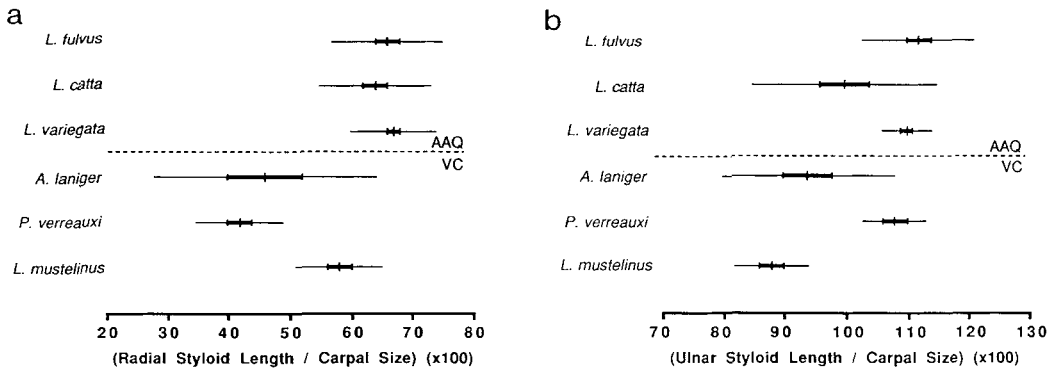 a
L. fulvus
L. catta
L. variegata
AAQ
VC
A. laniger
P. verreauxi
L. mustelinus
20 30 40 50 60 70 80
(Radial Styloid Length / Carpal Size) (x100)
b
L. fulvus
L. catta
L. variegata
AAQ
VC
A. laniger
P. verreauxi
L. mustelinus
70 80 90 100 110 120 130
(Ulnar Styloid Length / Carpal Size) (x100)